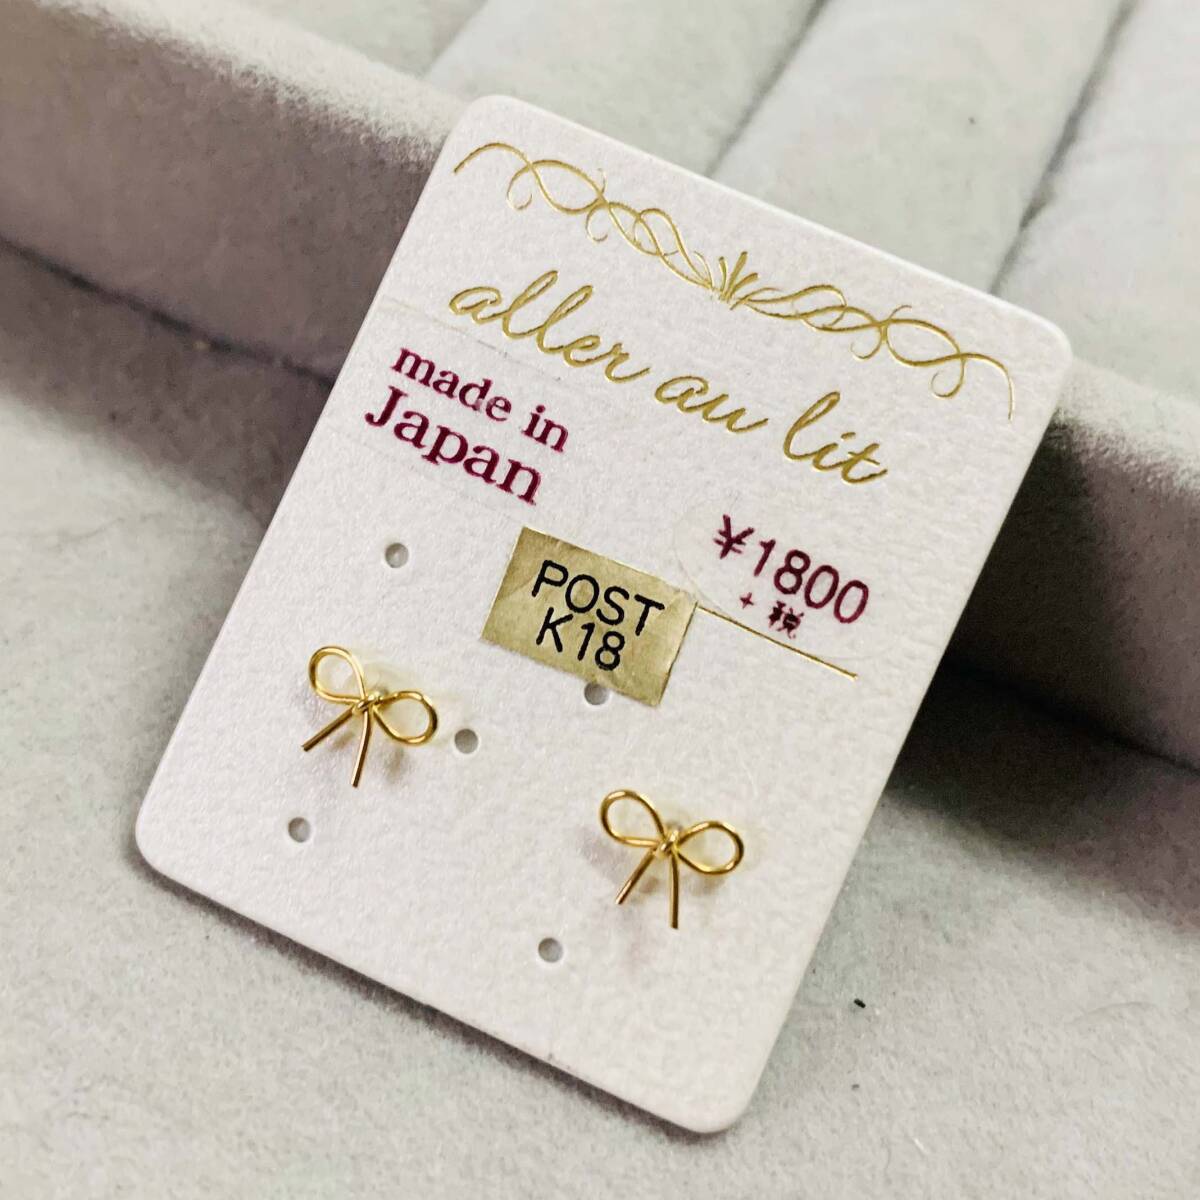 aller au lit
made in
Japan
¥1800
+ 税
POST
K18